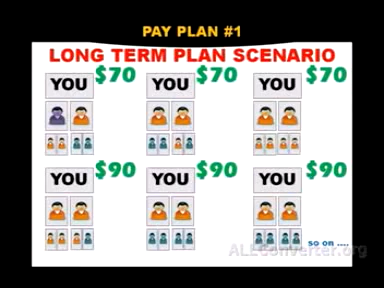 PAY PLAN #1
LONG TERM PLAN SCENARIO
YOU $70 YOU $70 YOU $70
YOU $90 YOU $90 YOU $90
so on ....
ALLConverter.org